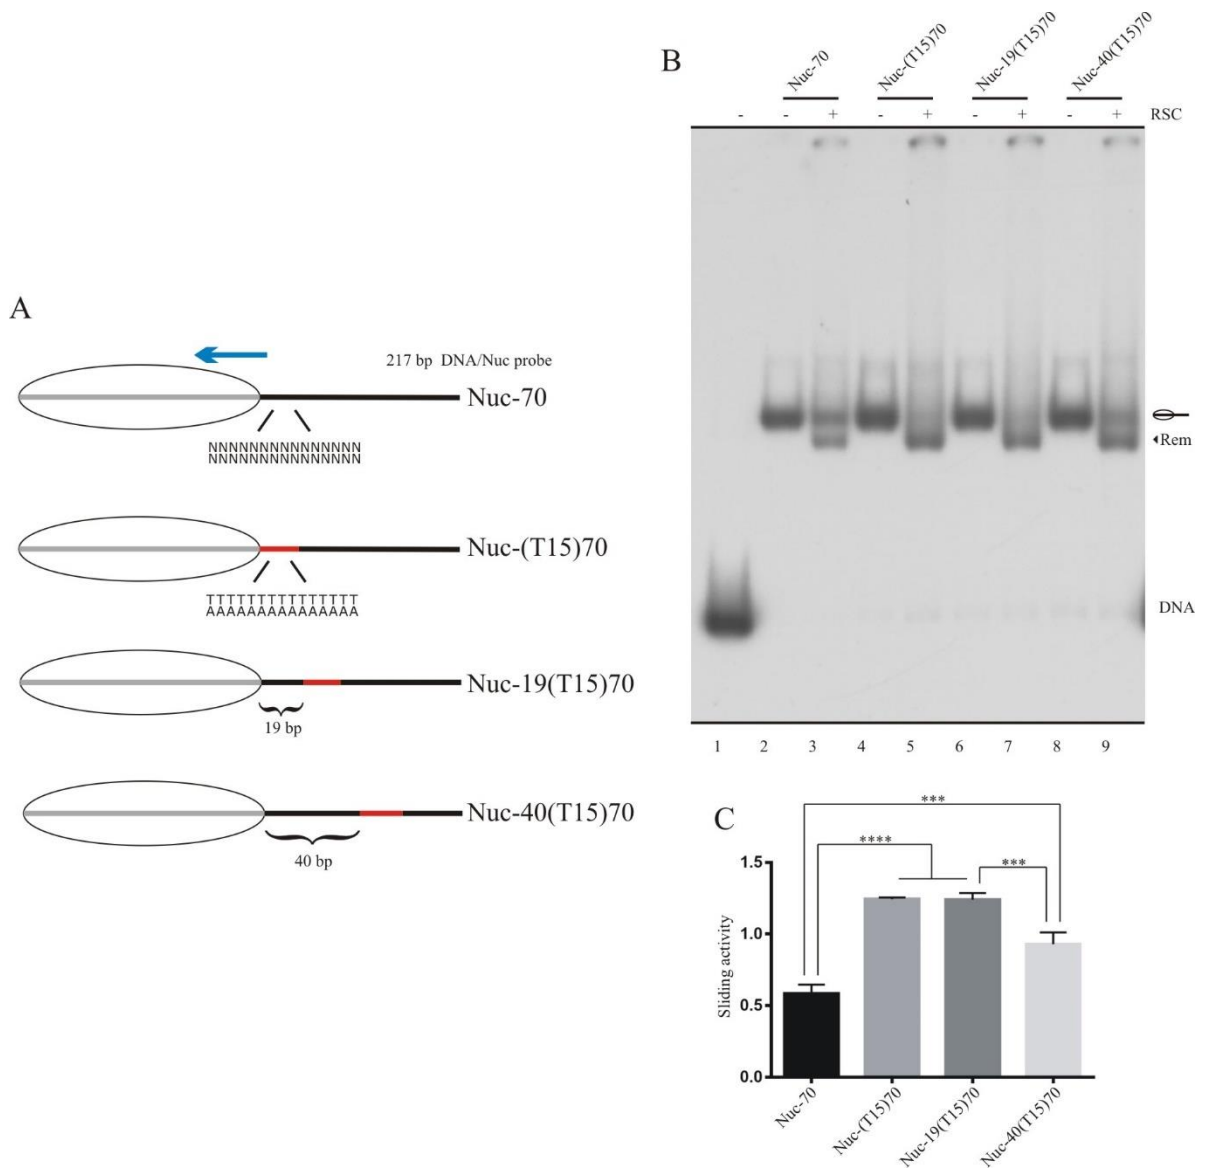 A
217 bp DNA/Nuc probe
Nuc-70
NNNNNNNNNNNNNNN
NNNNNNNNNNNNNNN
Nuc-(T15)70
TTTTTTTTTTTTTTT
AAAAAAAAAAAAAAA
Nuc-19(T15)70
19 bp
Nuc-40(T15)70
40 bp
B
Nuc-70 Nuc-(T15)70 Nuc-19(T15)70 Nuc-40(T15)70
- - + - + - + - + RSC
Rem
DNA
1 2 3 4 5 6 7 8 9
C
***
****
***
Sliding activity
1.5
1.0
0.5
0.0
Nuc-70 Nuc-(T15)70 Nuc-19(T15)70 Nuc-40(T15)70